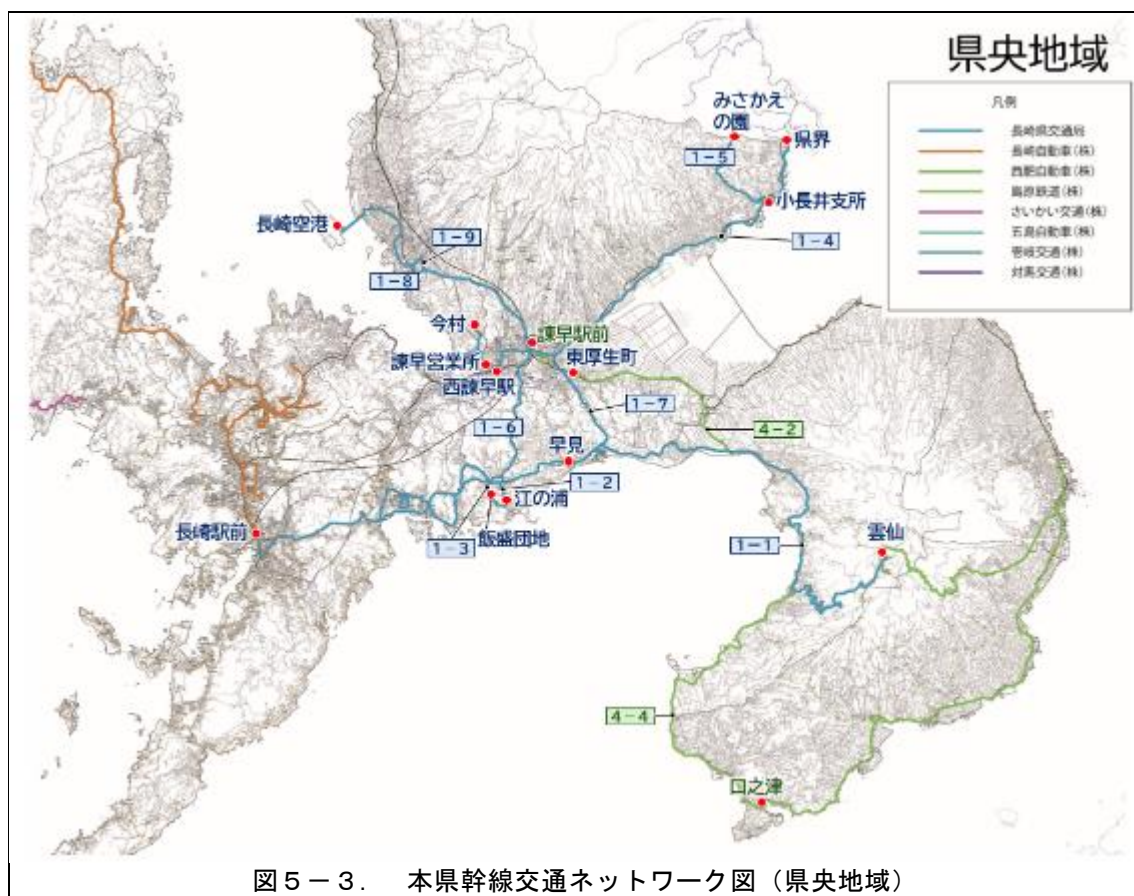 県央地域
凡例
長崎県交通局
長崎自動車(株)
西肥自動車(株)
島原鉄道(株)
さいかい交通(株)
五島自動車(株)
壱岐交通(株)
対馬交通(株)
みさかえ
の園
県界
1-5
小長井支所
長崎空港
1-9
1-4
1-8
今村
諫早駅前
諫早営業所
東厚生町
西諫早駅
1-7
1-6
4-2
早見
1-2
江の浦
長崎駅前
飯盛団地
1-3
1-1
雲仙
4-4
口之津
図5-3. 本県幹線交通ネットワーク図(県央地域)